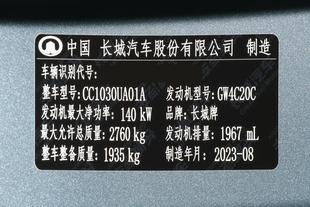 中国 长城汽车股份有限公司 制造
车辆识别代号:
整车型号:CC1030UA01A 发动机型号:GW4C20C
发动机最大净功率:140 kW 品牌:长城牌
最大允许总质量:2760 kg 发动机排量:1967 mL
整车整备质量:1935 kg 制造年月:2023-08